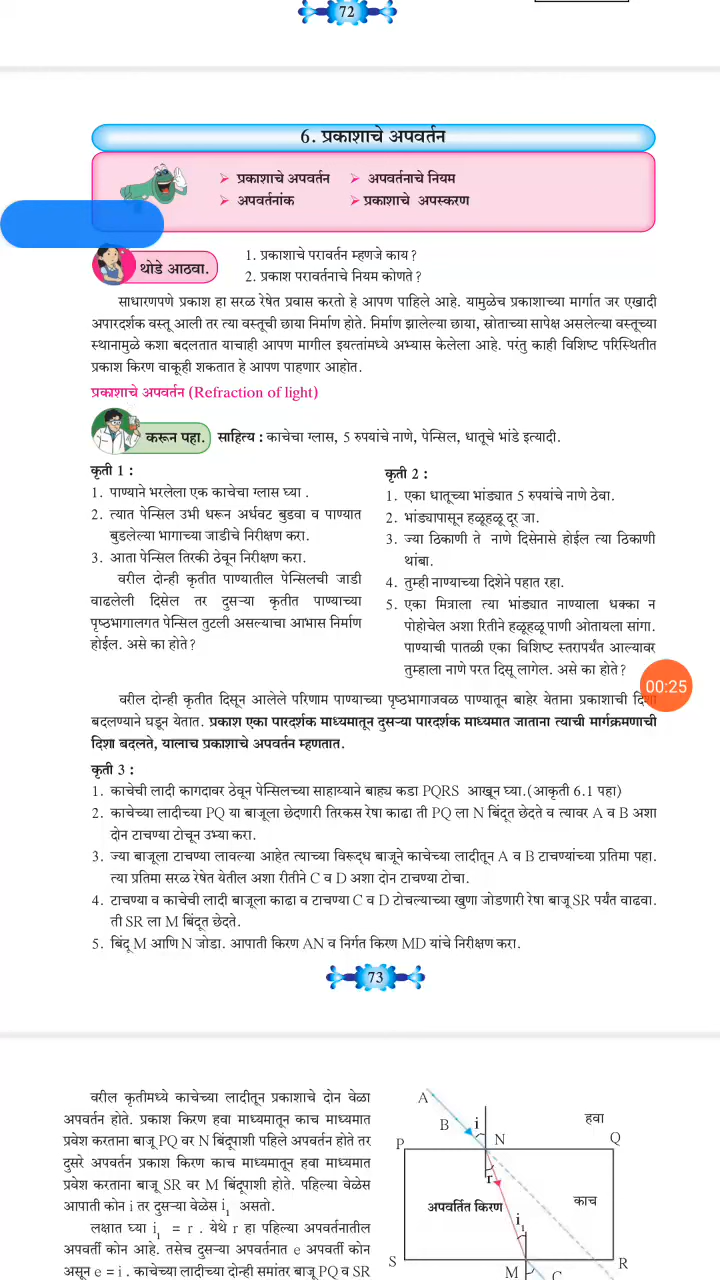 72
6. प्रकाशाचे अपवर्तन
➢ प्रकाशाचे अपवर्तन ➢ अपवर्तनाचे नियम
➢ अपवर्तनांक ➢ प्रकाशाचे अपस्करण
थोडे आठवा.
1. प्रकाशाचे परावर्तन म्हणजे काय?
2. प्रकाश परावर्तनाचे नियम कोणते?
साधारणपणे प्रकाश हा सरळ रेषेत प्रवास करतो हे आपण पाहिले आहे. यामुळेच प्रकाशाच्या मार्गात जर एखादी
अपारदर्शक वस्तू आली तर त्या वस्तूची छाया निर्माण होते. निर्माण झालेल्या छाया, स्रोताच्या सापेक्ष असलेल्या वस्तूच्या
स्थानामुळे कशा बदलतात याचाही आपण मागील इयत्तांमध्ये अभ्यास केलेला आहे. परंतु काही विशिष्ट परिस्थितीत
प्रकाश किरण वाकूही शकतात हे आपण पाहणार आहोत.
प्रकाशाचे अपवर्तन (Refraction of light)
करून पहा. साहित्य : काचेचा ग्लास, 5 रुपयांचे नाणे, पेन्सिल, धातूचे भांडे इत्यादी.
कृती 1 :
1. पाण्याने भरलेला एक काचेचा ग्लास घ्या .
2. त्यात पेन्सिल उभी धरून अर्धवट बुडवा व पाण्यात
बुडलेल्या भागाच्या जाडीचे निरीक्षण करा.
3. आता पेन्सिल तिरकी ठेवून निरीक्षण करा.
वरील दोन्ही कृतीत पाण्यातील पेन्सिलची जाडी
वाढलेली दिसेल तर दुसऱ्या कृतीत पाण्याच्या
पृष्ठभागालगत पेन्सिल तुटली असल्याचा आभास निर्माण
होईल. असे का होते?
कृती 2 :
1. एका धातूच्या भांड्यात 5 रुपयांचे नाणे ठेवा.
2. भांड्यापासून हळूहळू दूर जा.
3. ज्या ठिकाणी ते नाणे दिसेनासे होईल त्या ठिकाणी
थांबा.
4. तुम्ही नाण्याच्या दिशेने पहात रहा.
5. एका मित्राला त्या भांड्यात नाण्याला धक्का न
पोहोचेल अशा रितीने हळूहळू पाणी ओतायला सांगा.
पाण्याची पातळी एका विशिष्ट स्तरापर्यंत आल्यावर
तुम्हाला नाणे परत दिसू लागेल. असे का होते?
00:25
वरील दोन्ही कृतीत दिसून आलेले परिणाम पाण्याच्या पृष्ठभागाजवळ पाण्यातून बाहेर येताना प्रकाशाची दिशा
बदलण्याने घडून येतात. प्रकाश एका पारदर्शक माध्यमातून दुसऱ्या पारदर्शक माध्यमात जाताना त्याची मार्गक्रमणाची
दिशा बदलते, यालाच प्रकाशाचे अपवर्तन म्हणतात.
कृती 3 :
1. काचेची लादी कागदावर ठेवून पेन्सिलच्या साहाय्याने बाह्य कडा PQRS आखून घ्या.(आकृती 6.1 पहा)
2. काचेच्या लादीच्या PQ या बाजूला छेदणारी तिरकस रेषा काढा ती PQ ला N बिंदूत छेदते व त्यावर A व B अशा
दोन टाचण्या टोचून उभ्या करा.
3. ज्या बाजूला टाचण्या लावल्या आहेत त्याच्या विरूद्ध बाजूने काचेच्या लादीतून A व B टाचण्यांच्या प्रतिमा पहा.
त्या प्रतिमा सरळ रेषेत येतील अशा रीतीने C व D अशा दोन टाचण्या टोचा.
4. टाचण्या व काचेची लादी बाजूला काढा व टाचण्या C व D टोचल्याच्या खुणा जोडणारी रेषा बाजू SR पर्यंत वाढवा.
ती SR ला M बिंदूत छेदते.
5. बिंदू M आणि N जोडा. आपाती किरण AN व निर्गत किरण MD यांचे निरीक्षण करा.
73
वरील कृतीमध्ये काचेच्या लादीतून प्रकाशाचे दोन वेळा
अपवर्तन होते. प्रकाश किरण हवा माध्यमातून काच माध्यमात
प्रवेश करताना बाजू PQ वर N बिंदूपाशी पहिले अपवर्तन होते तर
दुसरे अपवर्तन प्रकाश किरण काच माध्यमातून हवा माध्यमात
प्रवेश करताना बाजू SR वर M बिंदूपाशी होते. पहिल्या वेळेस
आपाती कोन i तर दुसऱ्या वेळेस i₁ असतो.
लक्षात घ्या i₁ = r . येथे r हा पहिल्या अपवर्तनातील
अपवर्ती कोन आहे. तसेच दुसऱ्या अपवर्तनात e अपवर्ती कोन
असून e = i . काचेच्या लादीच्या दोन्ही समांतर बाजू PQ व SR
A
B i हवा
P N Q
r
अपवर्तित किरण काच
i₁
S R
M C